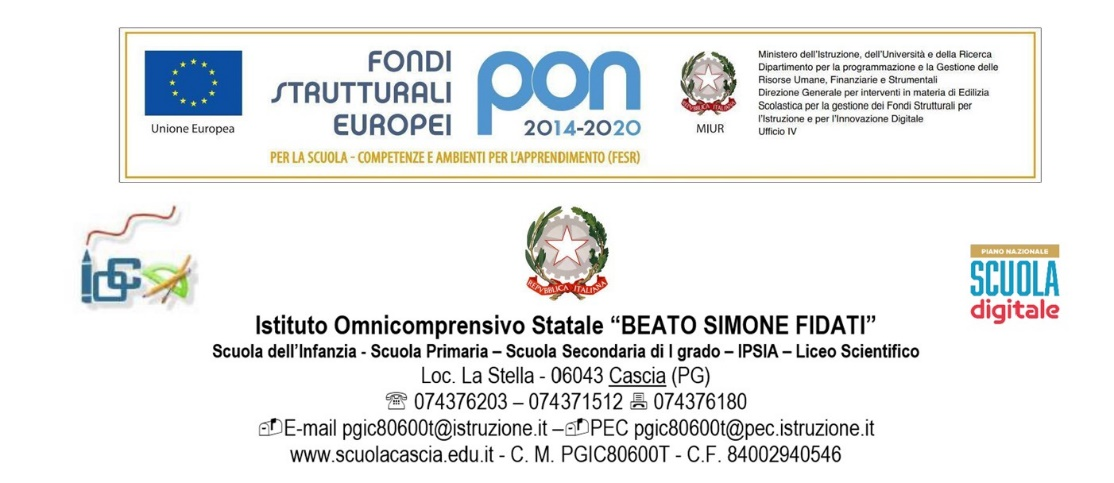 Unione Europea
FONDI
STRUTTURALI
EUROPEI
pon
2014-2020
PER LA SCUOLA - COMPETENZE E AMBIENTI PER L'APPRENDIMENTO (FESR)
REPVBBLICA ITALIANA
MIUR
Ministero dell'Istruzione, dell'Università e della Ricerca
Dipartimento per la programmazione e la Gestione delle
Risorse Umane, Finanziarie e Strumentali
Direzione Generale per interventi in materia di Edilizia
Scolastica per la gestione dei Fondi Strutturali per
l'Istruzione e per l'Innovazione Digitale
Ufficio IV
REPVBBLICA ITALIANA
PIANO NAZIONALE
SCUOLA
digitale
Istituto Omnicomprensivo Statale “BEATO SIMONE FIDATI”
Scuola dell'Infanzia - Scuola Primaria – Scuola Secondaria di I grado – IPSIA – Liceo Scientifico
Loc. La Stella - 06043 Cascia (PG)
☏ 074376203 – 074371512 074376180
E-mail pgic80600t@istruzione.it –PEC pgic80600t@pec.istruzione.it
www.scuolacascia.edu.it - C. M. PGIC80600T - C.F. 84002940546